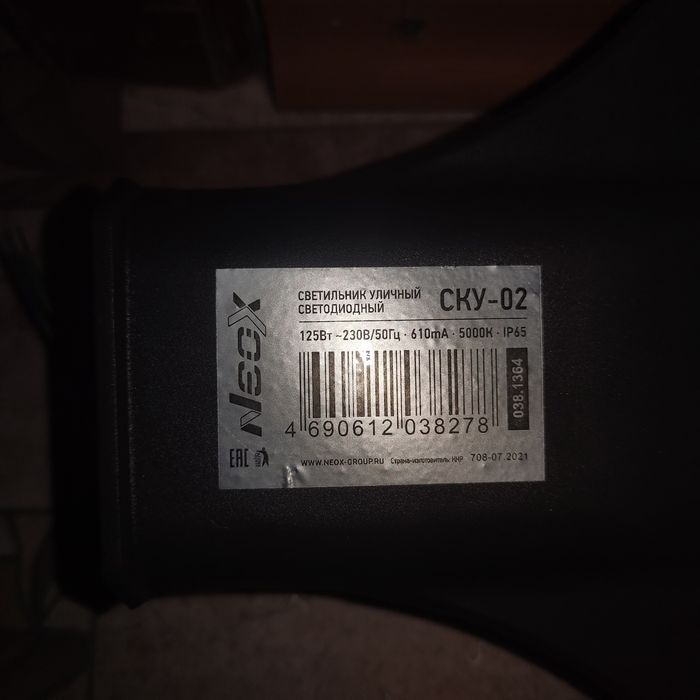 NEOX
СВЕТИЛЬНИК УЛИЧНЫЙ
СВЕТОДИОДНЫЙ
СКУ-02
125Вт ~230В/50Гц · 610mA · 5000К · IP65
038.1364
4 690612 038278
EAC
WWW.NEOX-GROUP.RU Страна-изготовитель: КНР 708-07.2021